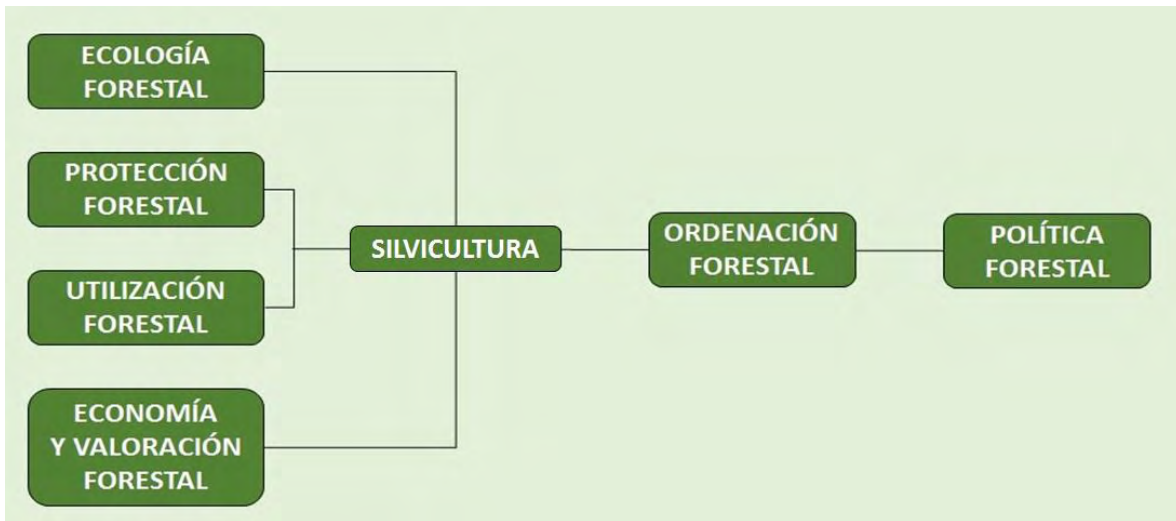 ECOLOGÍA
FORESTAL
PROTECCIÓN
FORESTAL
UTILIZACIÓN
FORESTAL
ECONOMÍA
Y VALORACIÓN
FORESTAL
SILVICULTURA
ORDENACIÓN
FORESTAL
POLÍTICA
FORESTAL